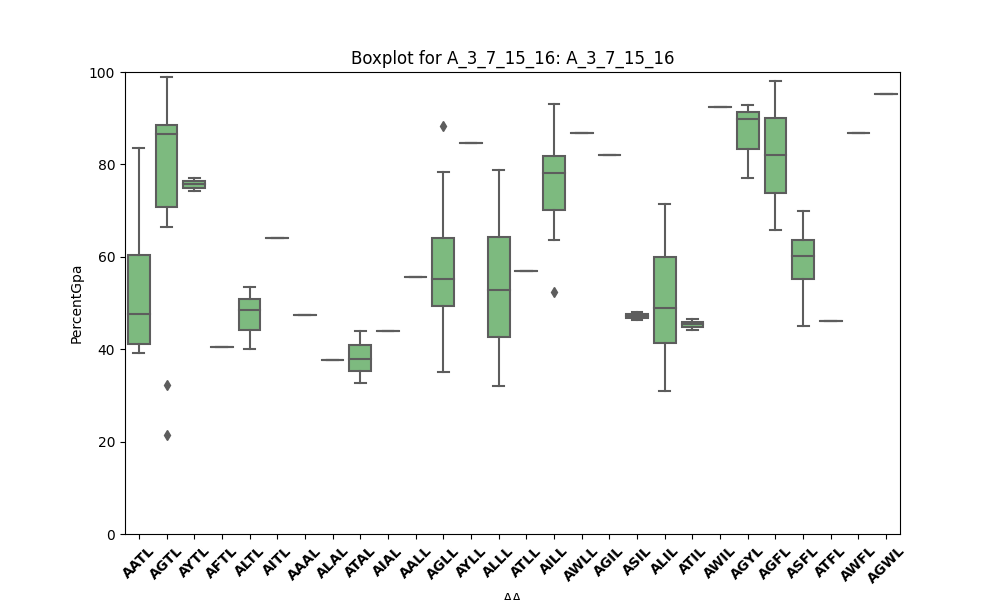 Boxplot for A_3_7_15_16: A_3_7_15_16
100
80
60
40
20
0
PercentGpa
AATL AGTL AYTL AFTL ALTL AITL AAAL ALAL ATAL AIAL AALL AGLL AYLL ALLL ATLL AILL AWLL AGIL ASIL ALIL ATIL AWIL AGYL AGFL ASFL ATFL AWFL AGWL
AA